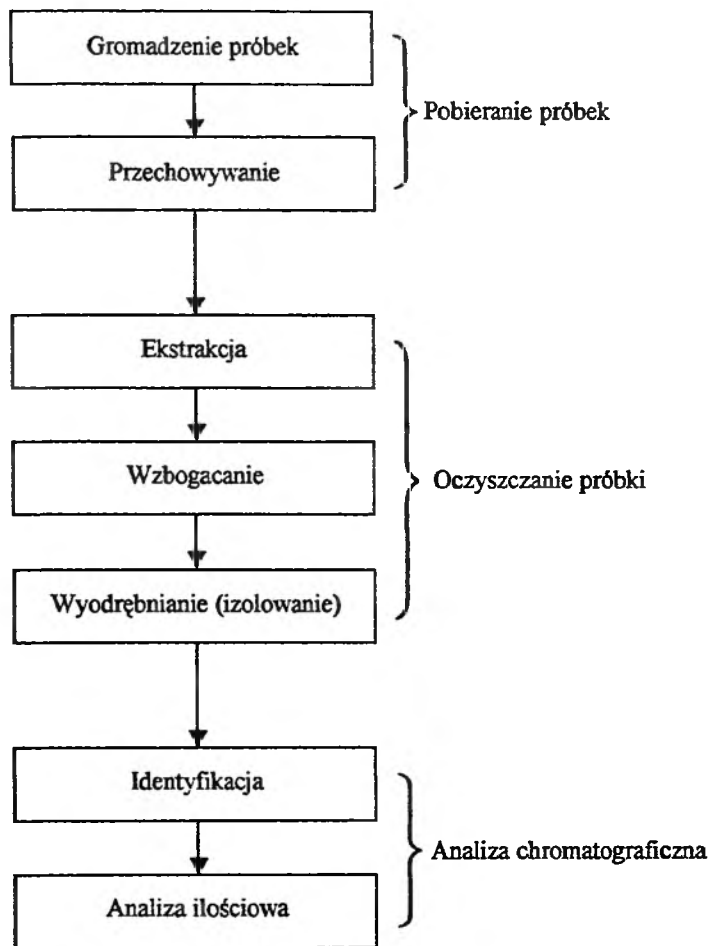 Gromadzenie próbek
Pobieranie próbek
Przechowywanie
Ekstrakcja
Wzbogacanie
Oczyszczanie próbki
Wyodrębnianie (izolowanie)
Identyfikacja
Analiza chromatograficzna
Analiza ilościowa